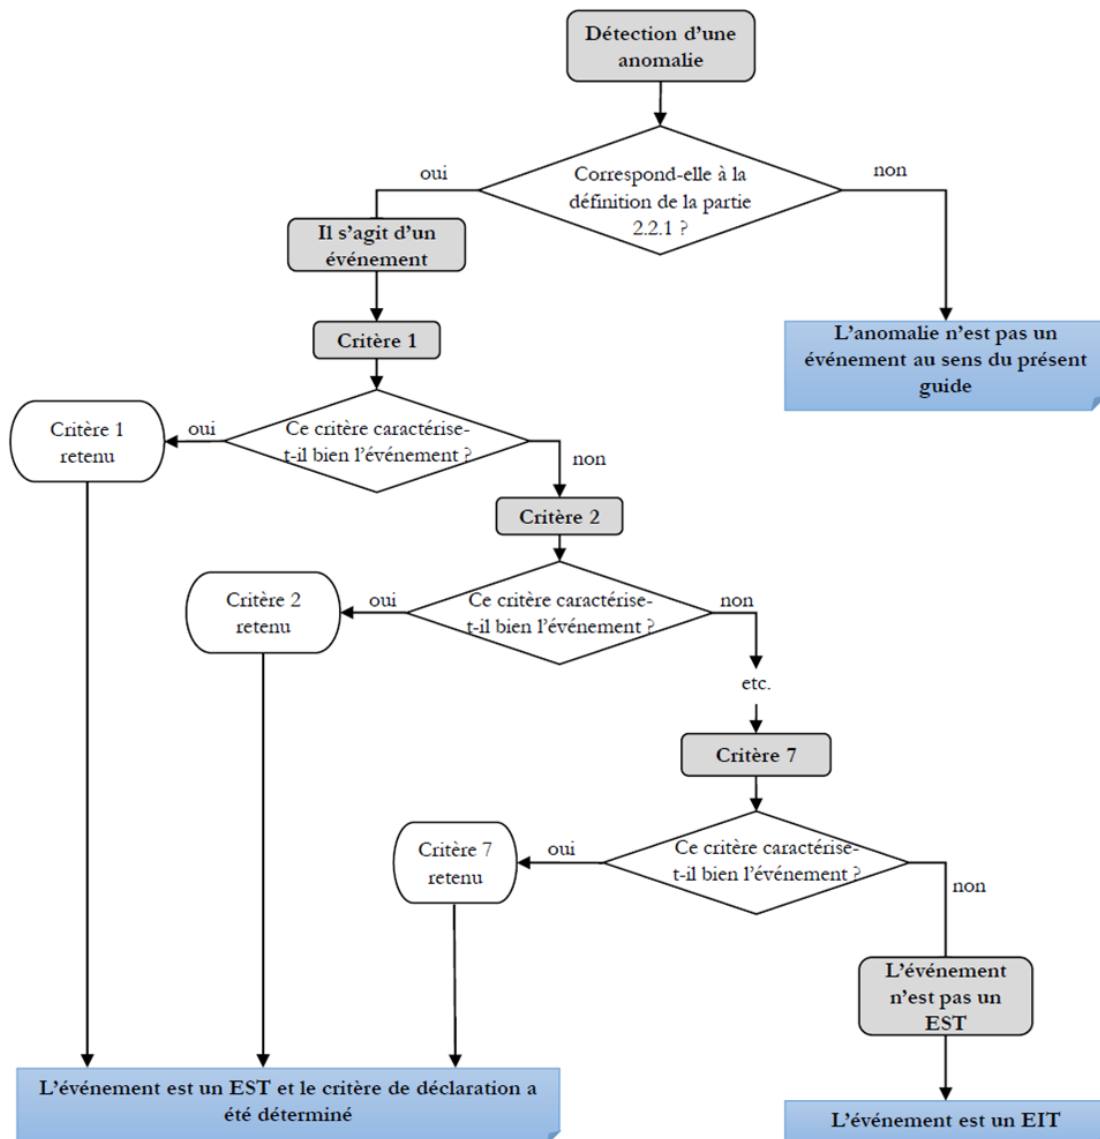 Détection d’une
anomalie
Correspond-elle à la
définition de la partie
2.2.1 ?
oui
non
Il s’agit d’un
événement
L’anomalie n’est pas un
événement au sens du présent
guide
Critère 1
Ce critère caractérise-
t-il bien l’événement ?
oui
Critère 1
retenu
non
Critère 2
Ce critère caractérise-
t-il bien l’événement ?
oui
Critère 2
retenu
non
etc.
Critère 7
Ce critère caractérise-
t-il bien l’événement ?
oui
Critère 7
retenu
non
L’événement
n’est pas un
EST
L’événement est un EST et le critère de déclaration a
été déterminé
L’événement est un EIT